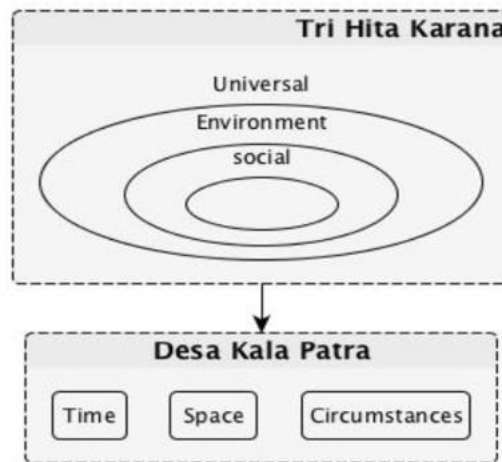 Tri Hita Karana
Universal
Environment
social
Desa Kala Patra
Time
Space
Circumstances